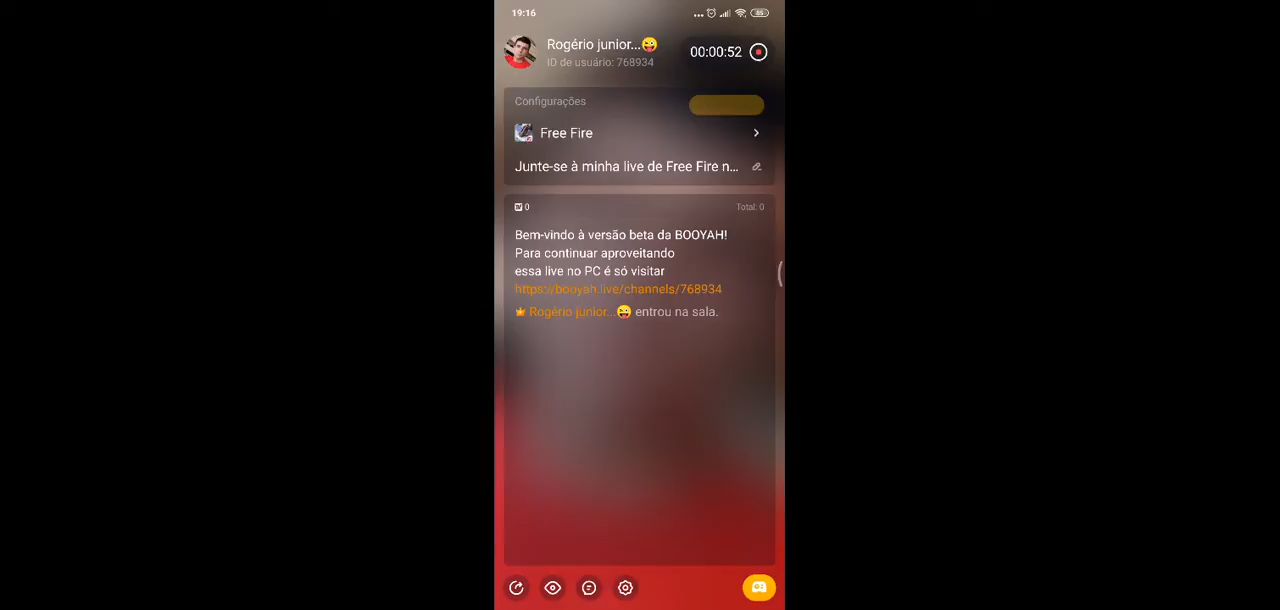 19:16
85
Rogério junior...😜
ID de usuário: 768934
00:00:52
Configurações
Free Fire
Junte-se à minha live de Free Fire n...
0
Total: 0
Bem-vindo à versão beta da BOOYAH!
Para continuar aproveitando
essa live no PC é só visitar
https://booyah.live/channels/768934
Rogério junior...😜 entrou na sala.